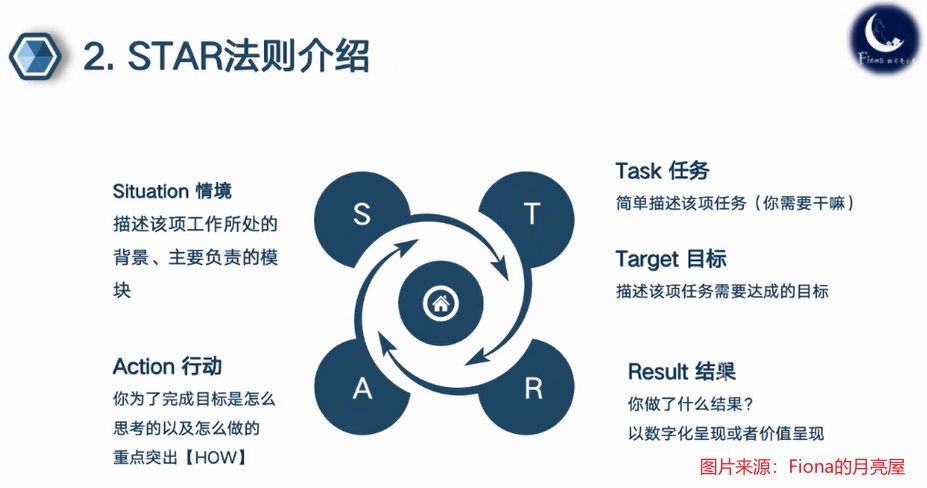 2. STAR法则介绍
Fiona 的月亮
Situation 情境
描述该项工作所处的
背景、主要负责的模
块
S
T
Task 任务
简单描述该项任务（你需要干嘛）
Target 目标
描述该项任务需要达成的目标
Action 行动
你为了完成目标是怎么
思考的以及怎么做的
重点突出【HOW】
A
R
Result 结果
你做了什么结果？
以数字化呈现或者价值呈现
图片来源：Fiona的月亮屋